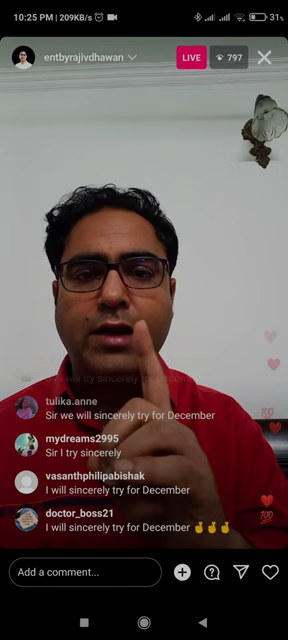 10:25 PM | 209KB/s
31%
entbyrajivdhawan
LIVE
797
tulika.anne
Sir we will sincerely try for December
mydreams2995
Sir I try sincerely
vasanthphilipabishak
I will sincerely try for December
doctor_boss21
I will sincerely try for December 🤞🤞🤞
Add a comment...